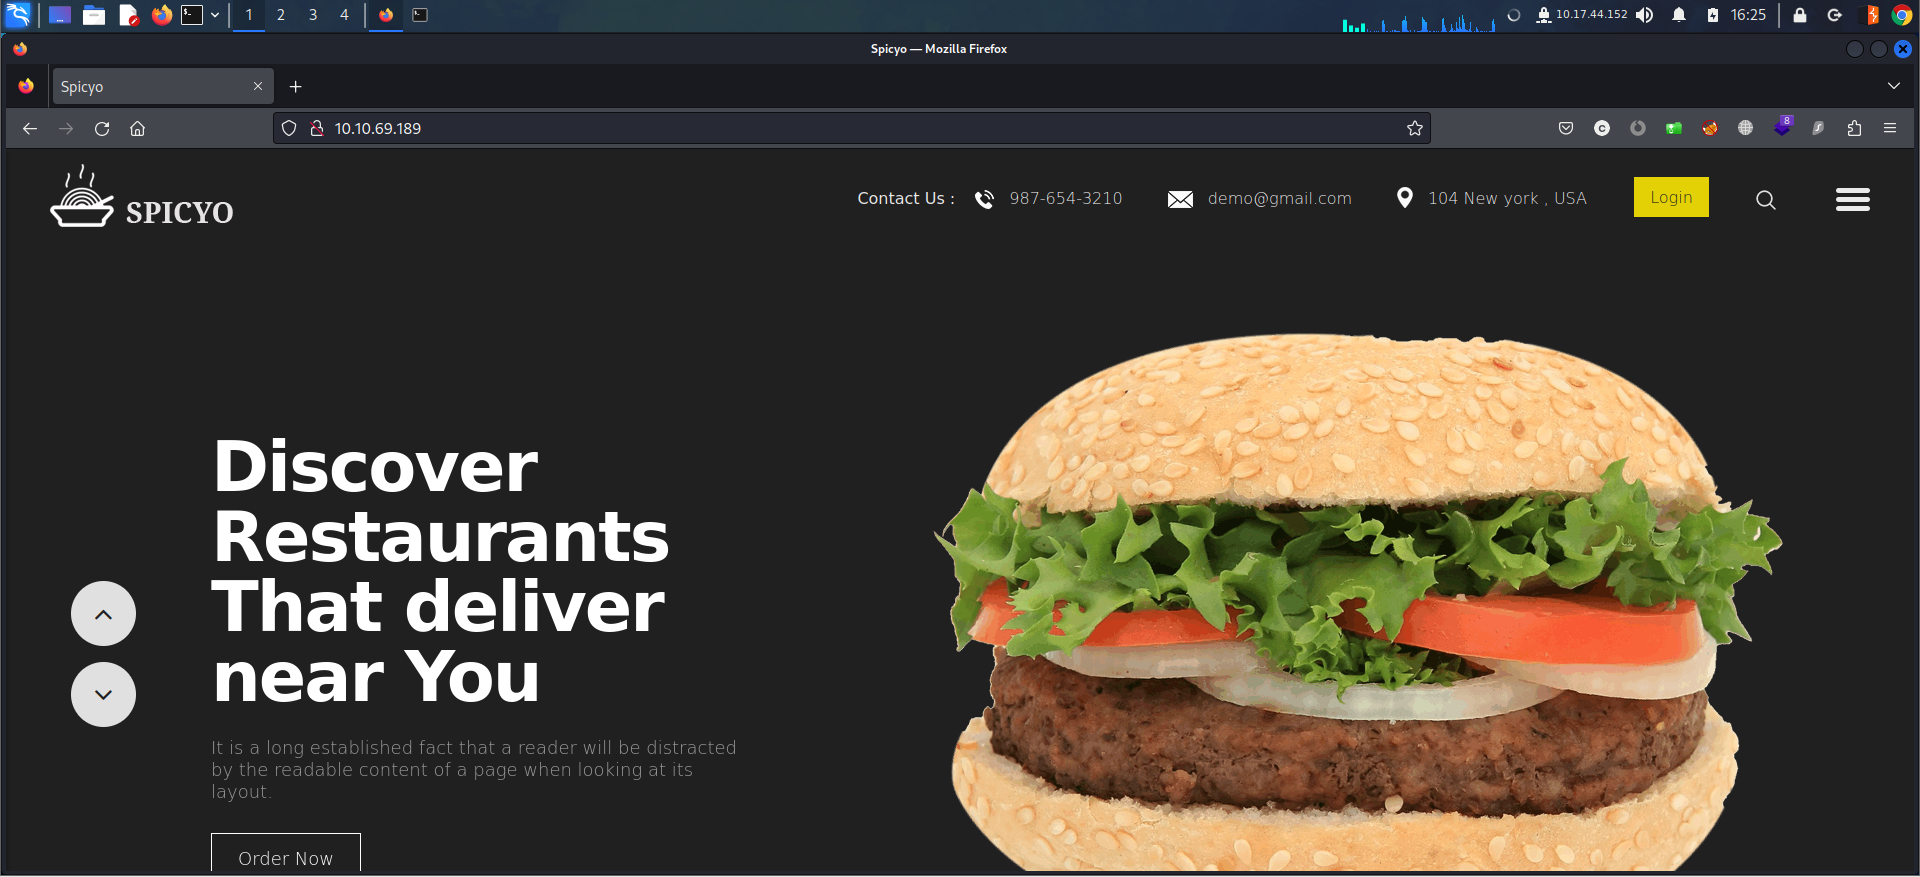 1 2 3 4
10.17.44.152
16:25
Spicyo — Mozilla Firefox
Spicyo
10.10.69.189
8
SPICYO
Contact Us :
987-654-3210
demo@gmail.com
104 New york , USA
Login
Discover
Restaurants
That deliver
near You
It is a long established fact that a reader will be distracted
by the readable content of a page when looking at its
layout.
Order Now